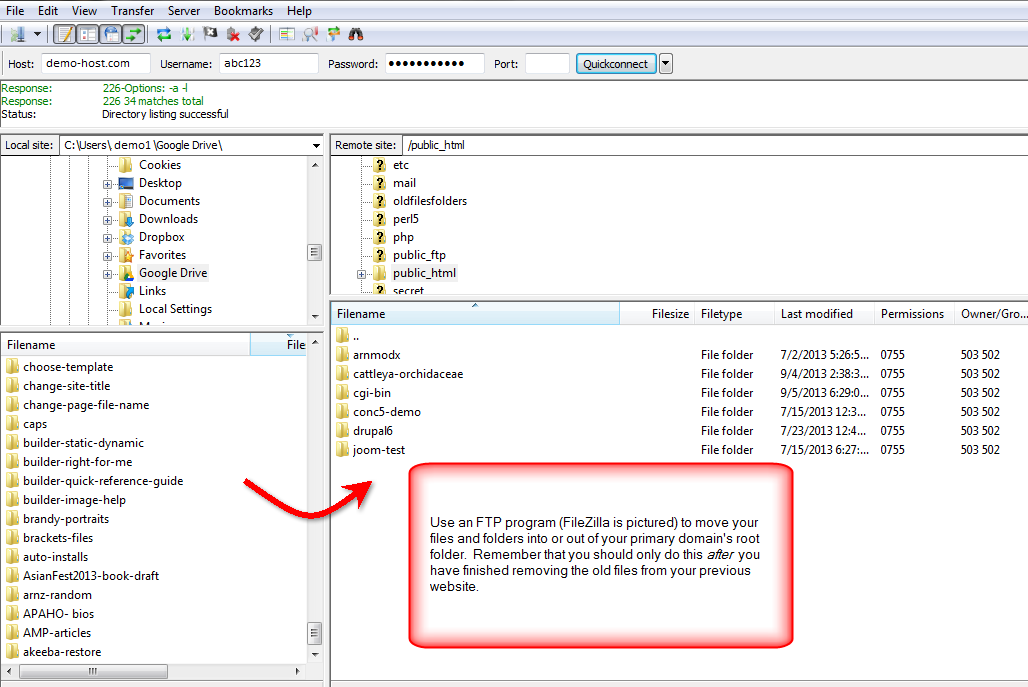 File Edit View Transfer Server Bookmarks Help
Host: demo-host.com Username: abc123 Password: ●●●●●●●●●●● Port: Quickconnect
Response: 226-Options: -a -l
Response: 226 34 matches total
Status: Directory listing successful
Local site: C:\Users\ demo1 \Google Drive\
Cookies
Desktop
Documents
Downloads
Dropbox
Favorites
Google Drive
Links
Local Settings
Filename File
choose-template
change-site-title
change-page-file-name
caps
builder-static-dynamic
builder-right-for-me
builder-quick-reference-guide
builder-image-help
brandy-portraits
brackets-files
auto-installs
AsianFest2013-book-draft
arnz-random
APAHO- bios
AMP-articles
akeeba-restore
Remote site: /public_html
? etc
? mail
? oldfilesfolders
? perl5
? php
? public_ftp
public_html
? secret
Filename Filesize Filetype Last modified Permissions Owner/Gro...
..
arnmodx File folder 7/2/2013 5:26:5... 0755 503 502
cattleya-orchidaceae File folder 9/4/2013 2:38:3... 0755 503 502
cgi-bin File folder 9/5/2013 6:29:0... 0755 503 502
conc5-demo File folder 7/15/2013 12:3... 0755 503 502
drupal6 File folder 7/23/2013 12:4... 0755 503 502
joom-test File folder 7/15/2013 6:27:... 0755 503 502
Use an FTP program (FileZilla is pictured) to move your
files and folders into or out of your primary domain's root
folder. Remember that you should only do this after you
have finished removing the old files from your previous
website.